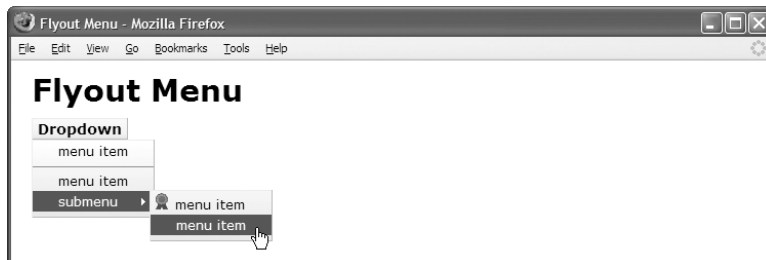 Flyout Menu - Mozilla Firefox
File Edit View Go Bookmarks Tools Help
Flyout Menu
Dropdown
menu item
menu item
submenu
menu item
menu item